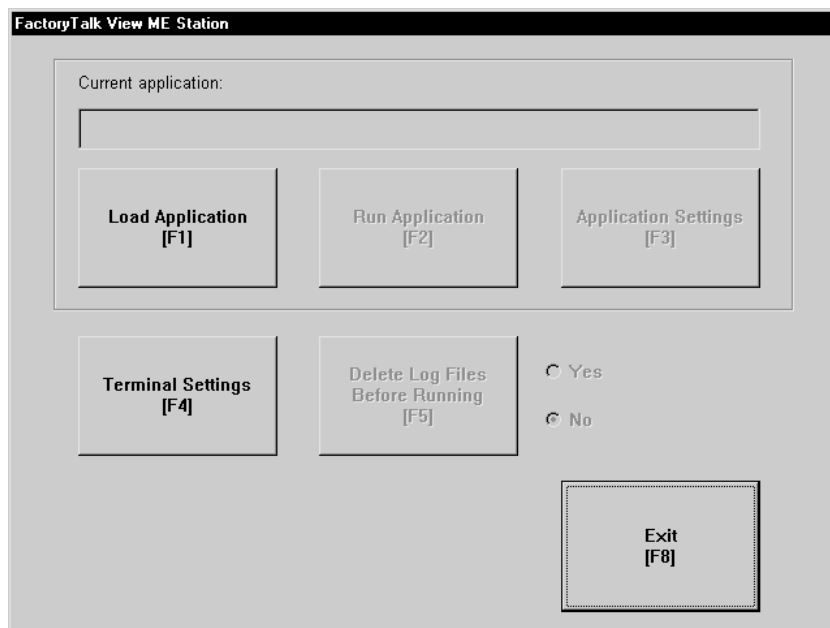 FactoryTalk View ME Station
Current application:
Load Application
[F1]
Run Application
[F2]
Application Settings
[F3]
Terminal Settings
[F4]
Delete Log Files
Before Running
[F5]
Yes
No
Exit
[F8]